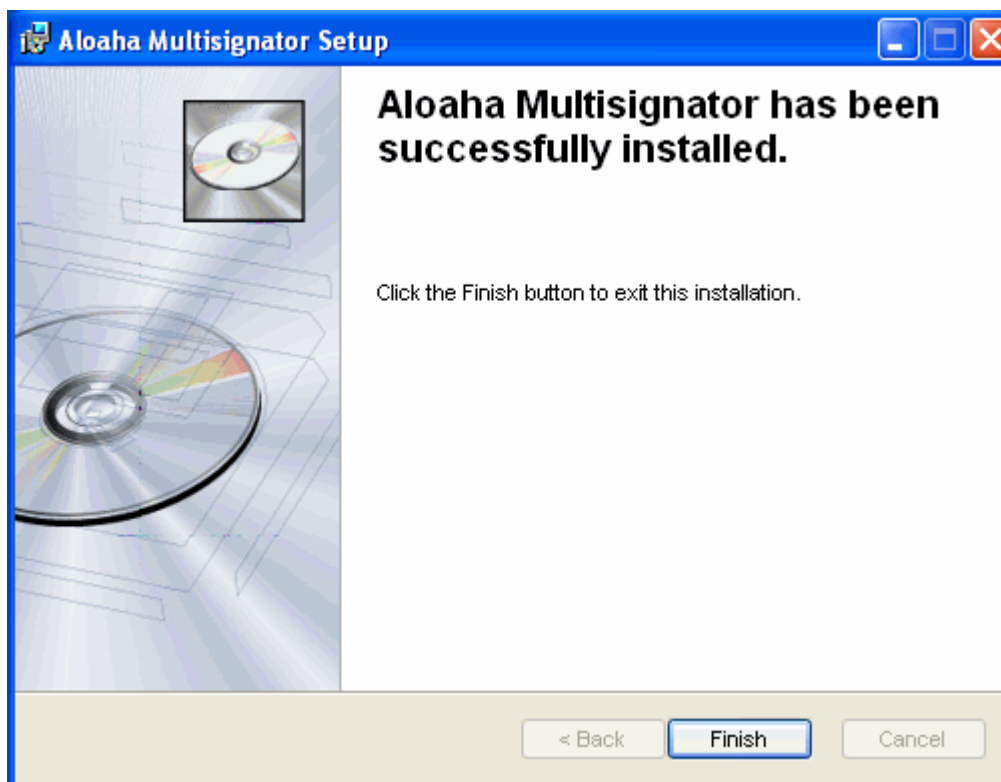 Aloaha Multisignator Setup
Aloaha Multisignator has been
successfully installed.
Click the Finish button to exit this installation.
< Back
Finish
Cancel